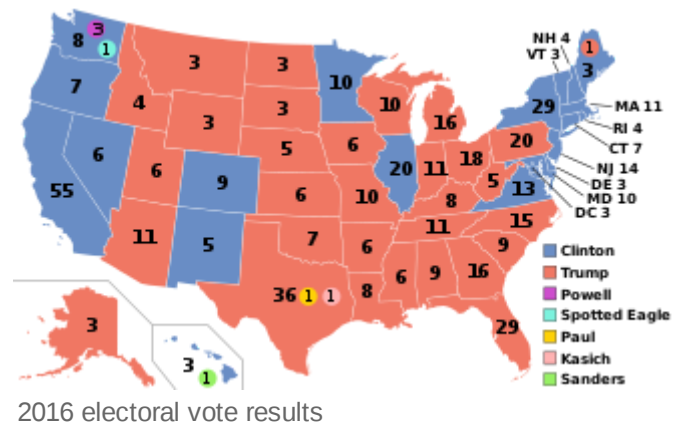 NH 4
VT 3
8
3
1
7
3
3
10
1
3
4
3
3
10
16
29
MA 11
RI 4
CT 7
NJ 14
DE 3
MD 10
DC 3
6
6
5
6
20
11
18
20
5
13
55
9
6
10
8
11
15
11
5
7
6
9
36
1
1
8
6
9
16
29
3
3
1
Clinton
Trump
Powell
Spotted Eagle
Paul
Kasich
Sanders
2016 electoral vote results